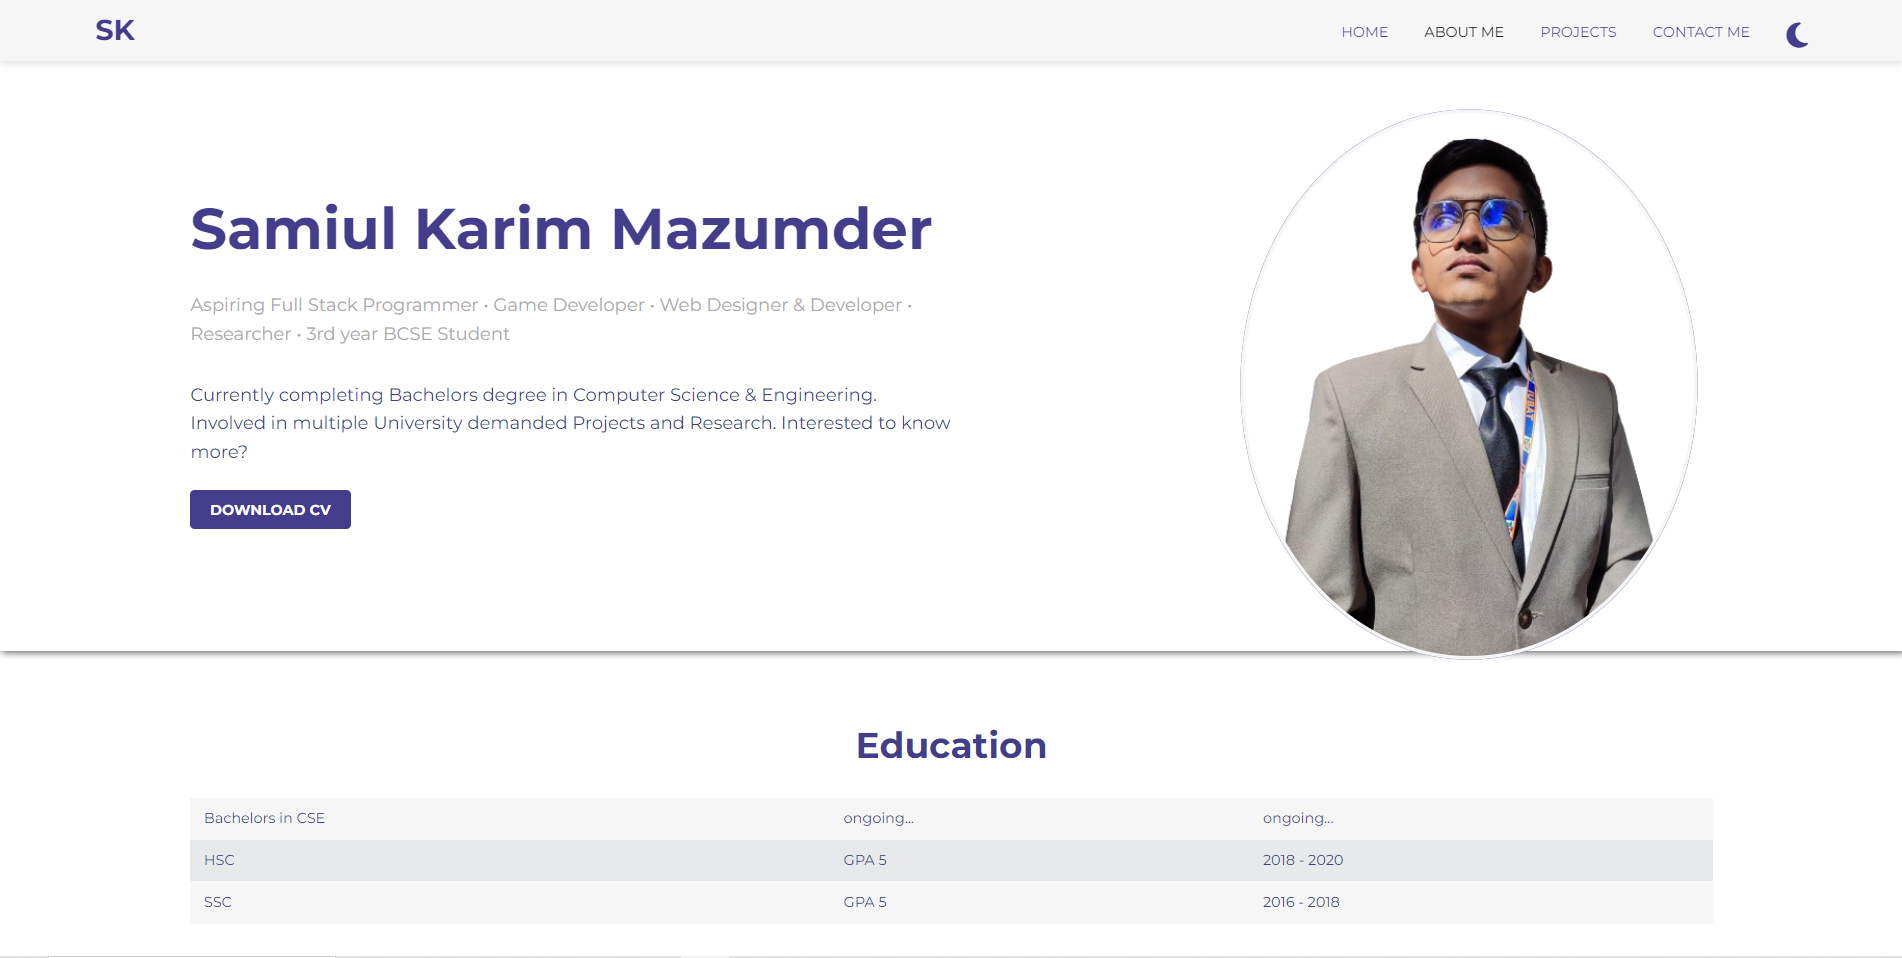 SK
HOME ABOUT ME PROJECTS CONTACT ME
Samiul Karim Mazumder
Aspiring Full Stack Programmer • Game Developer • Web Designer & Developer •
Researcher • 3rd year BCSE Student
Currently completing Bachelors degree in Computer Science & Engineering.
Involved in multiple University demanded Projects and Research. Interested to know
more?
DOWNLOAD CV
IUBAT
Education
Bachelors in CSE ongoing... ongoing...
HSC GPA 5 2018 - 2020
SSC GPA 5 2016 - 2018